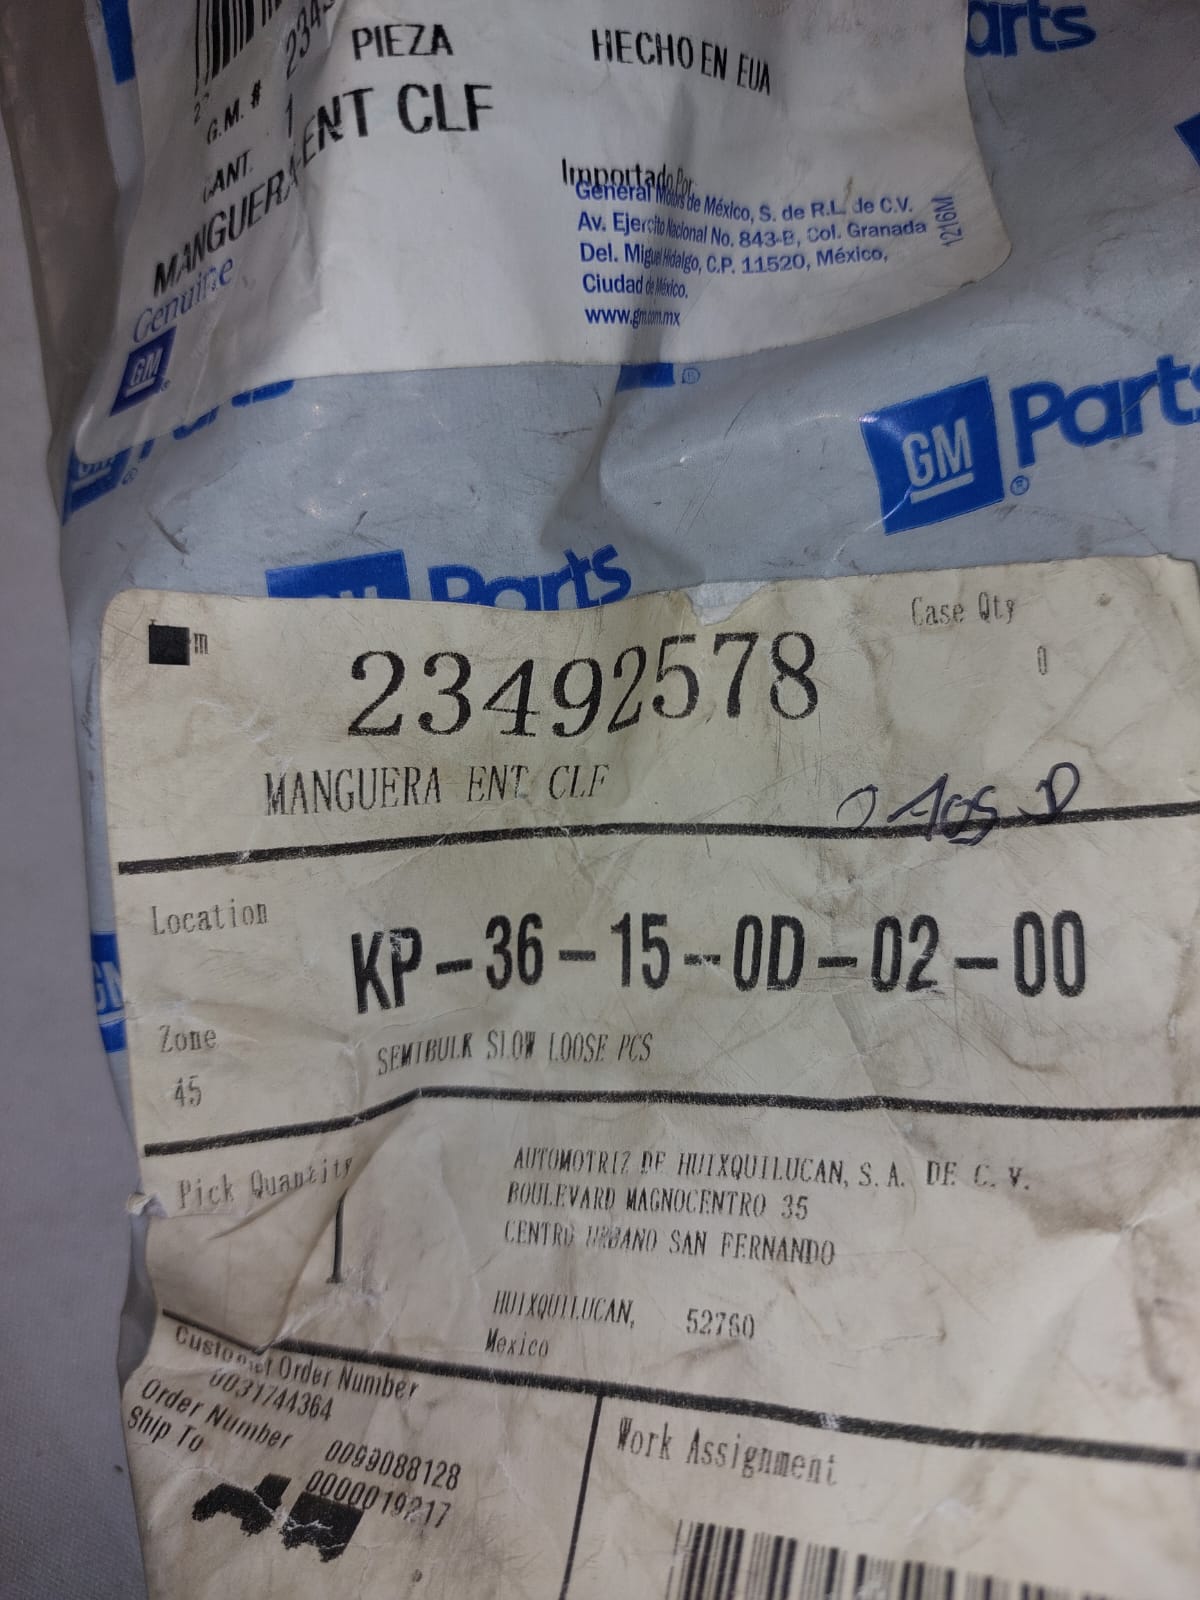 arts
PIEZA
HECHO EN EUA
G.M. #
CANT.
1
MANGUERA ENT CLF
Importado Por:
General Motors de México, S. de R.L. de C.V.
Av. Ejercito Nacional No. 843-B, Col. Granada
Del. Miguel Hidalgo, C.P. 11520, México,
Ciudad de México.
www.gm.com.mx
1216M
Genuine
GM
GM Parts
Parts
Case Qty
0
23492578
MANGUERA ENT CLF
Location
KP-36-15-0D-02-00
Zone
45
SEMIBULK SLOW LOOSE PCS
Pick Quantity
1
AUTOMOTRIZ DE HUIXQUILUCAN, S.A. DE C.V.
BOULEVARD MAGNOCENTRO 35
CENTRO URBANO SAN FERNANDO
HUIXQUILUCAN, 52760
Mexico
Customer Order Number
0031744364
Order Number 0099088128
Ship To 0000019217
Work Assignment